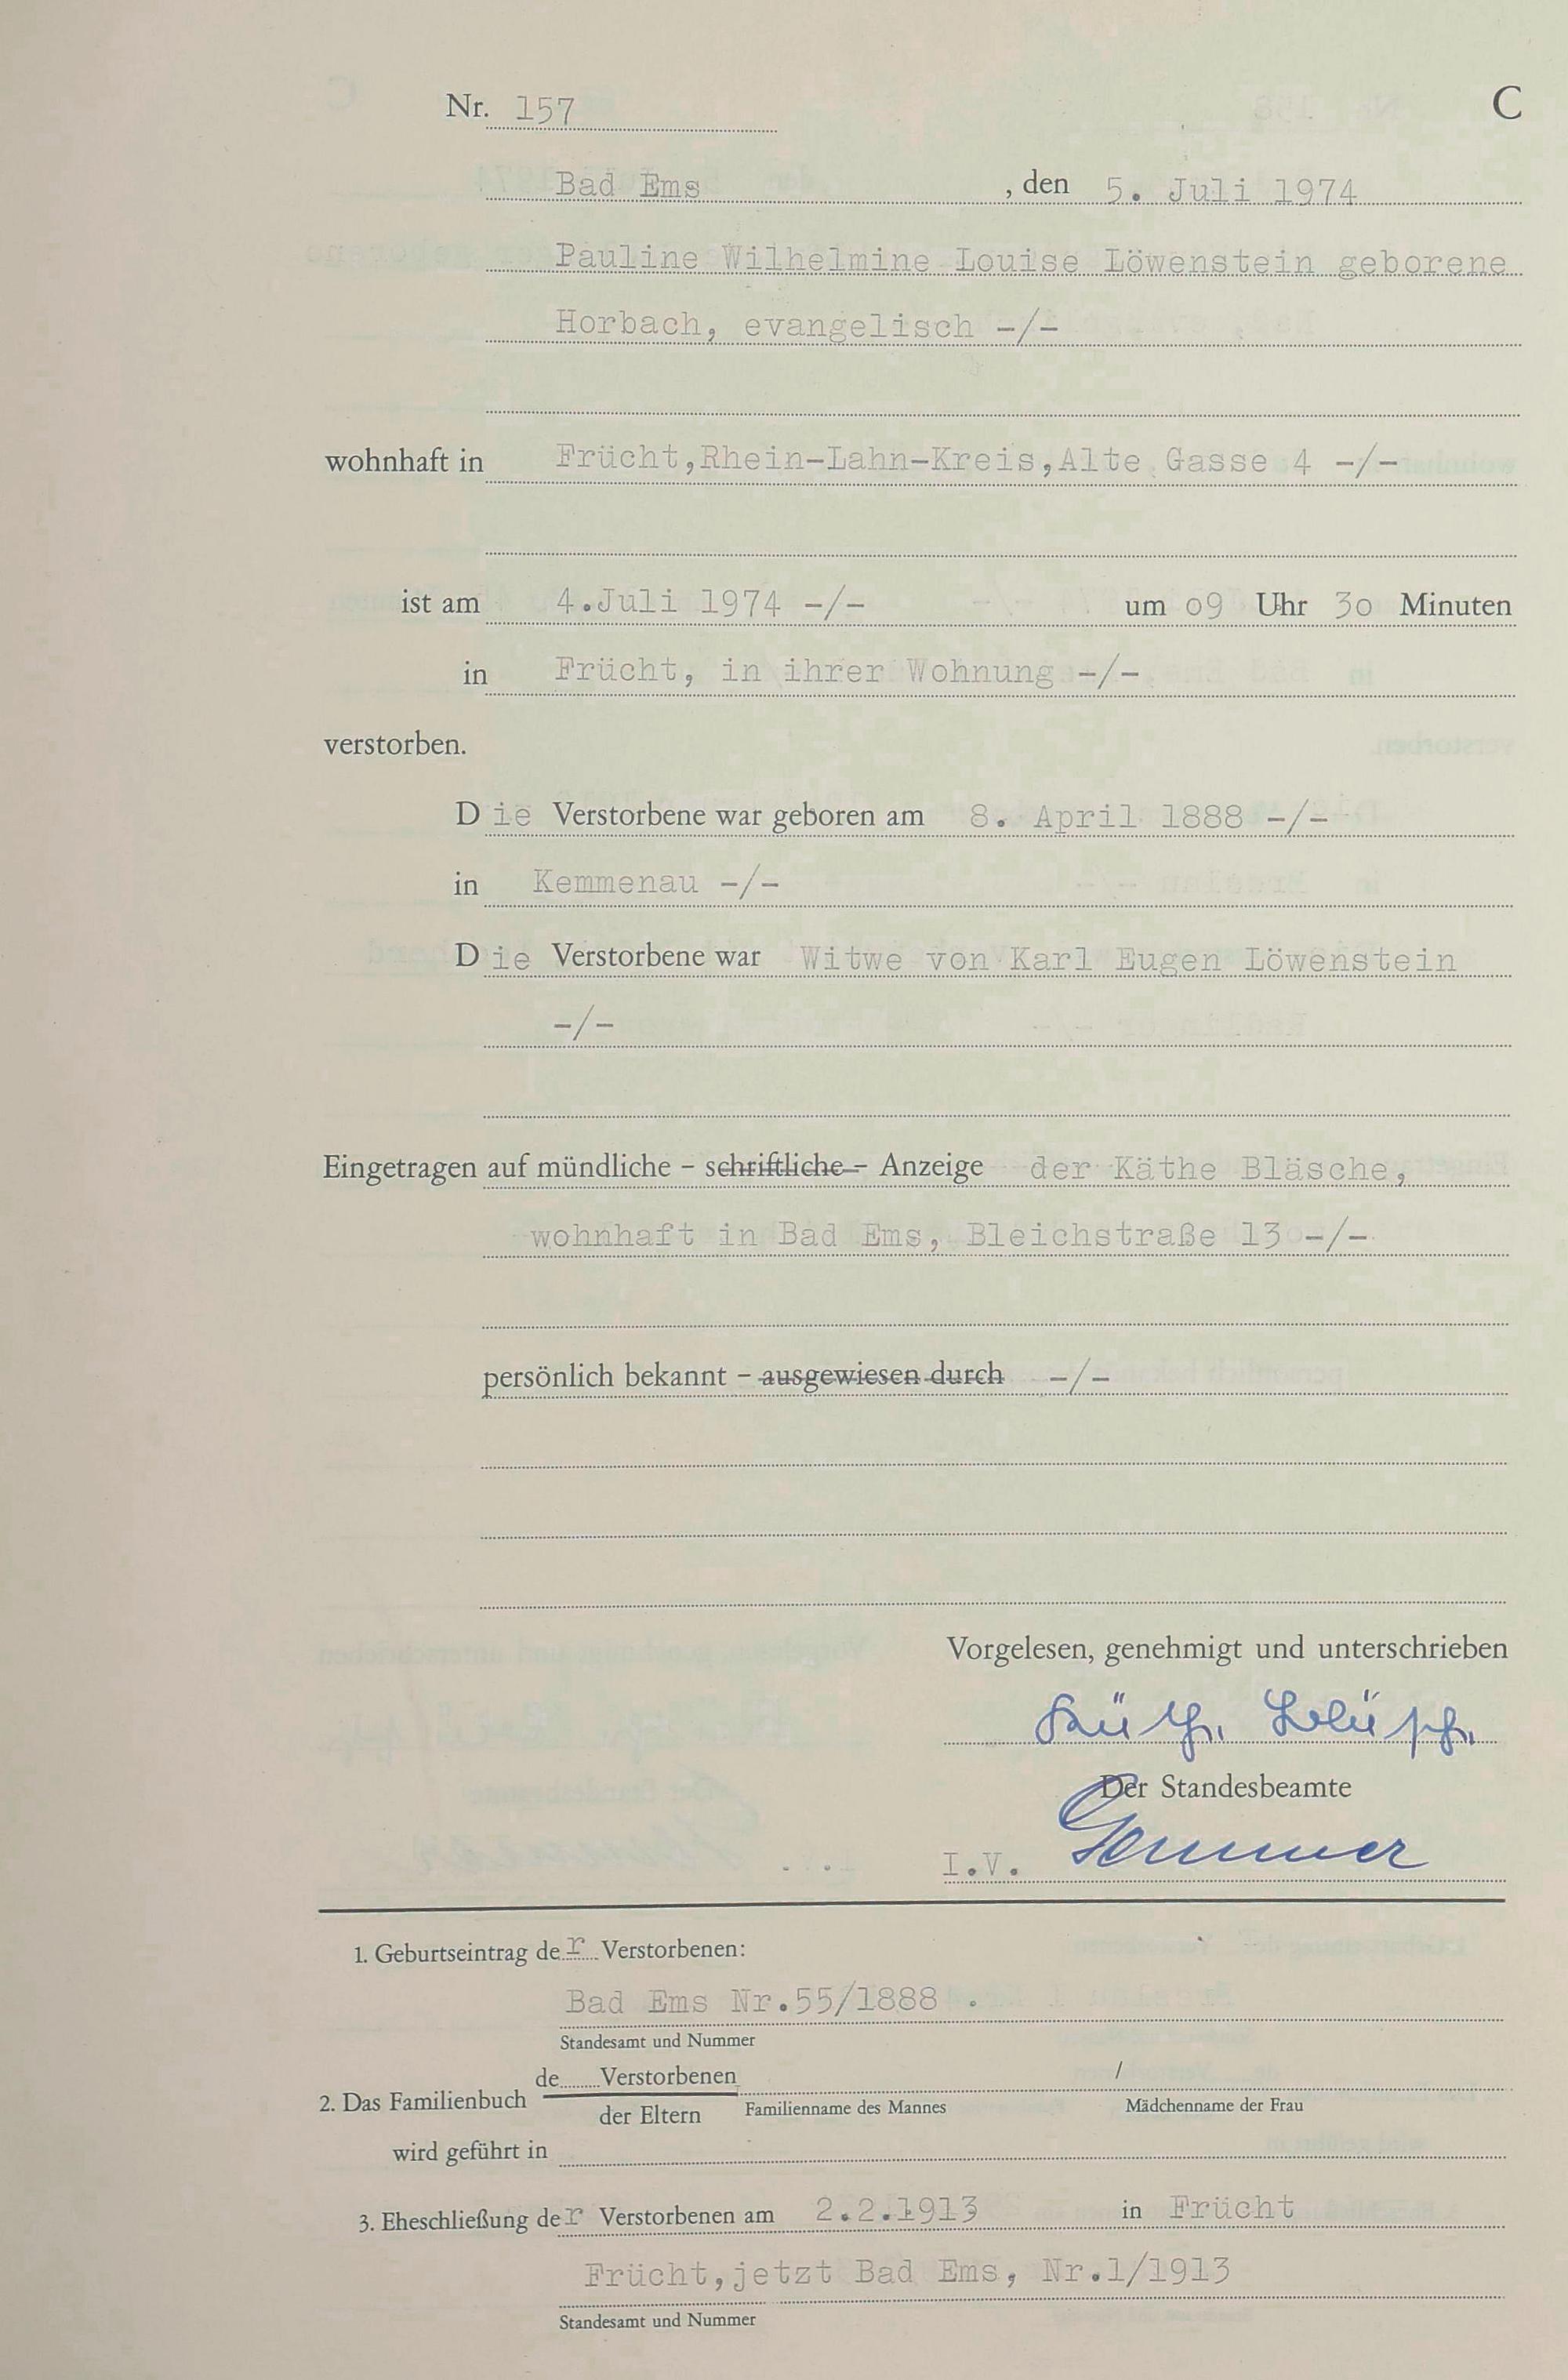 Nr. 157 C
Bad Ems , den 5. Juli 1974
Pauline Wilhelmine Louise Löwenstein geborene
Horbach, evangelisch -/-
wohnhaft in Frücht,Rhein-Lahn-Kreis,Alte Gasse 4 -/-
ist am 4.Juli 1974 -/- um 09 Uhr 30 Minuten
in Frücht, in ihrer Wohnung -/-
verstorben.
Die Verstorbene war geboren am 8. April 1888 -/-
in Kemmenau -/-
Die Verstorbene war Witwe von Karl Eugen Löwenstein
-/-
Eingetragen auf mündliche - schriftliche - Anzeige der Käthe Bläsche,
wohnhaft in Bad Ems, Bleichstraße 13 -/-
persönlich bekannt - ausgewiesen durch -/-
Vorgelesen, genehmigt und unterschrieben
Käthe Bläsche
Der Standesbeamte
I.V.
1. Geburtseintrag der Verstorbenen:
Bad Ems Nr.55/1888
Standesamt und Nummer
de Verstorbenen /
2. Das Familienbuch der Eltern Familienname des Mannes Mädchenname der Frau
wird geführt in
3. Eheschließung der Verstorbenen am 2.2.1913 in Frücht
Frücht,jetzt Bad Ems, Nr.1/1913
Standesamt und Nummer